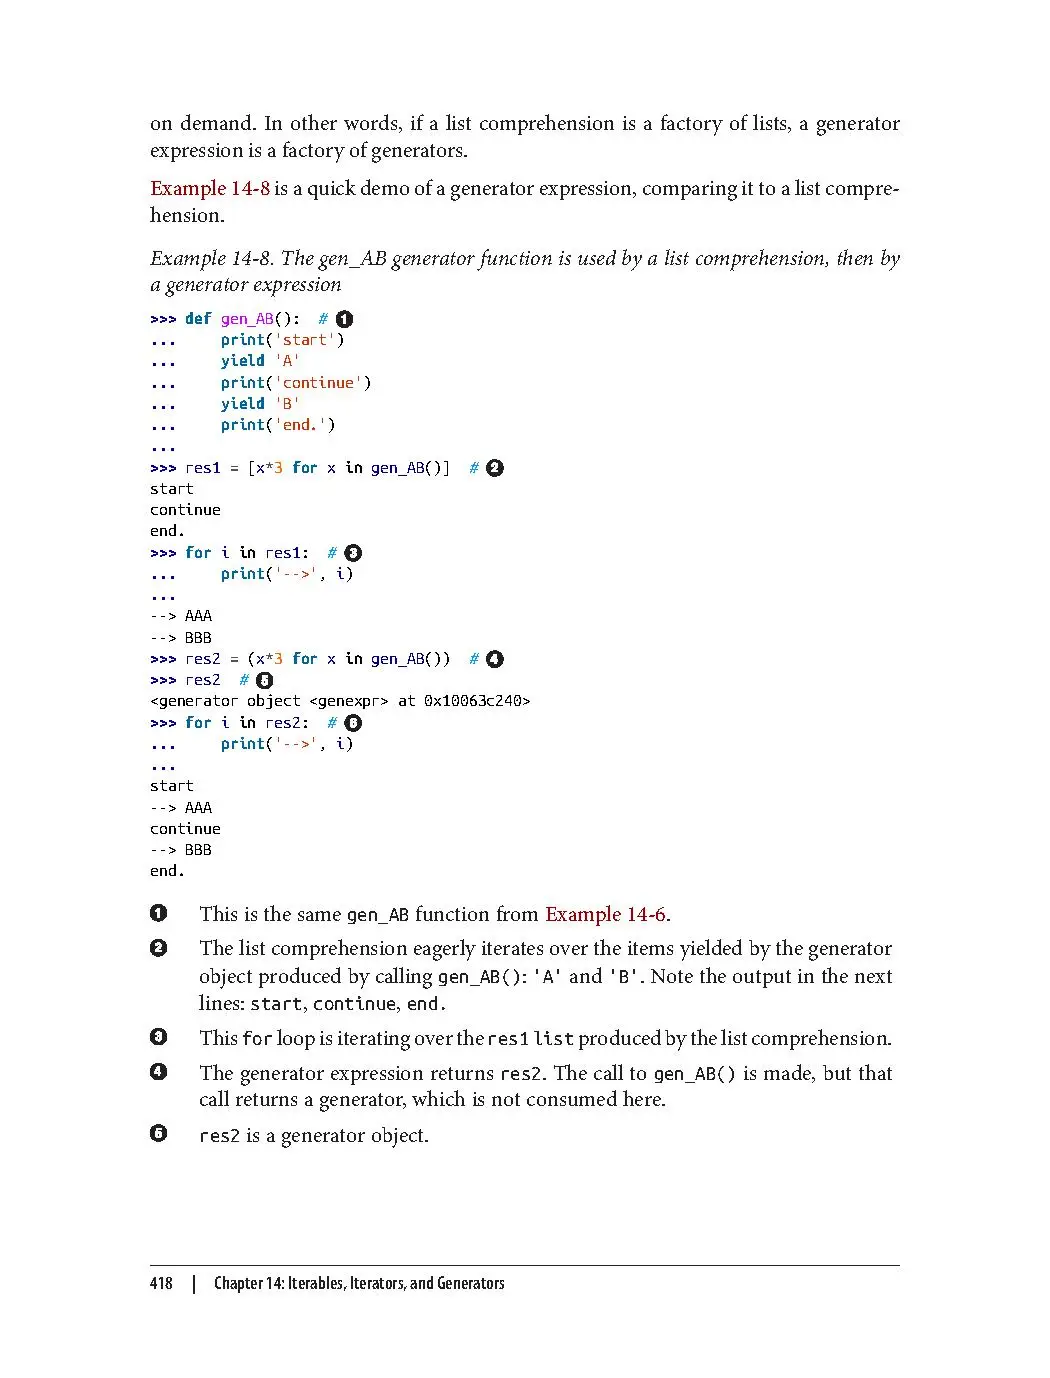 on demand. In other words, if a list comprehension is a factory of lists, a generator
expression is a factory of generators.
Example 14-8 is a quick demo of a generator expression, comparing it to a list compre-
hension.
Example 14-8. The gen_AB generator function is used by a list comprehension, then by
a generator expression
>>> def gen_AB():  # ❶
...     print('start')
...     yield 'A'
...     print('continue')
...     yield 'B'
...     print('end.')
...
>>> res1 = [x*3 for x in gen_AB()]  # ❷
start
continue
end.
>>> for i in res1:  # ❸
...     print('-->', i)
...
--> AAA
--> BBB
>>> res2 = (x*3 for x in gen_AB())  # ❹
>>> res2  # ❺
<generator object <genexpr> at 0x10063c240>
>>> for i in res2:  # ❻
...     print('-->', i)
...
start
--> AAA
continue
--> BBB
end.
❶ This is the same gen_AB function from Example 14-6.
❷ The list comprehension eagerly iterates over the items yielded by the generator
object produced by calling gen_AB(): 'A' and 'B'. Note the output in the next
lines: start, continue, end.
❸ This for loop is iterating over the res1 list produced by the list comprehension.
❹ The generator expression returns res2. The call to gen_AB() is made, but that
call returns a generator, which is not consumed here.
❺ res2 is a generator object.
418 | Chapter 14: Iterables, Iterators, and Generators